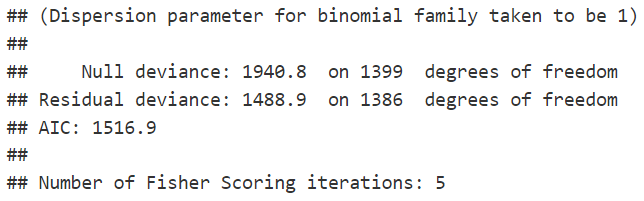 ## (Dispersion parameter for binomial family taken to be 1)
##
##     Null deviance: 1940.8  on 1399  degrees of freedom
## Residual deviance: 1488.9  on 1386  degrees of freedom
## AIC: 1516.9
##
## Number of Fisher Scoring iterations: 5